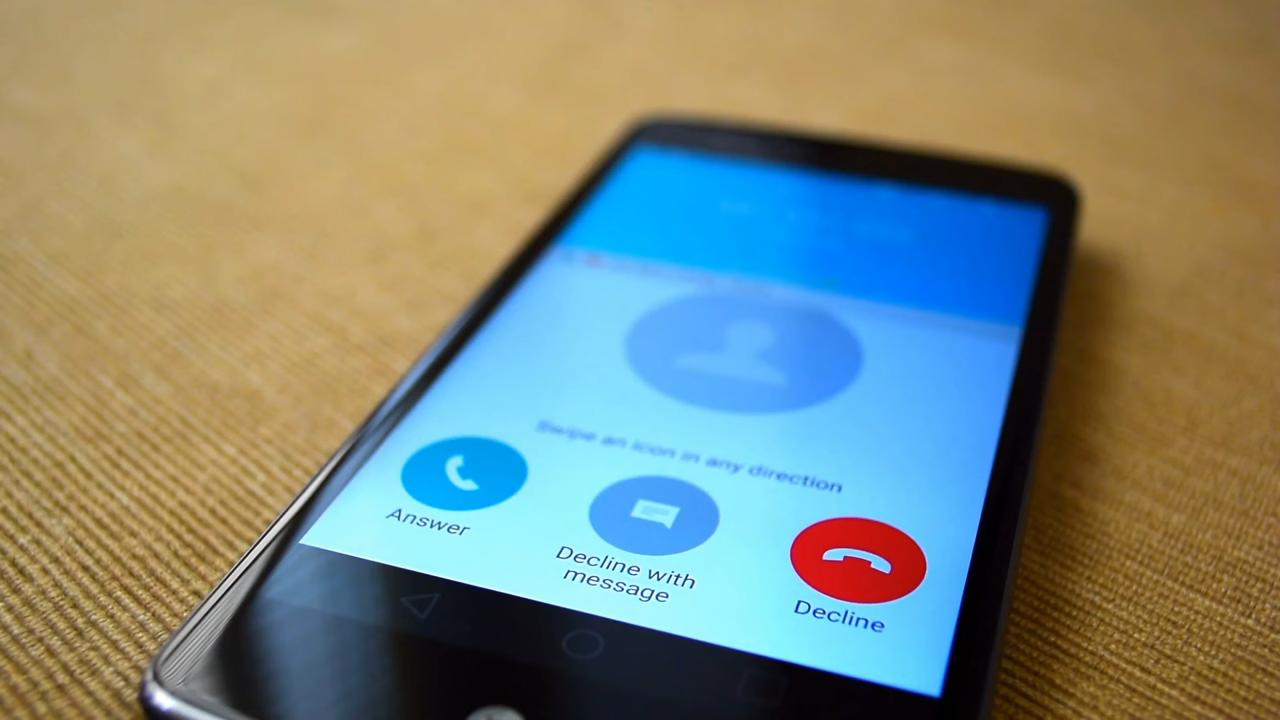 Swipe an icon in any direction
Answer
Decline with
message
Decline